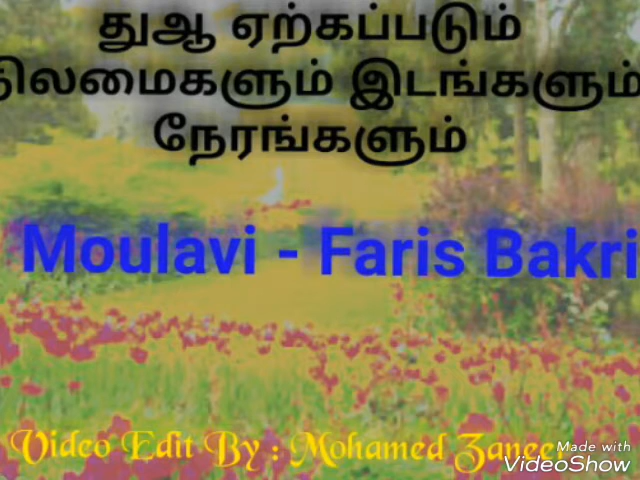 துஆ ஏற்கப்படும்
நிலமைகளும் இடங்களும்
நேரங்களும்
Moulavi - Faris Bakri
Video Edit By : Mohamed
Made with
VideoShow